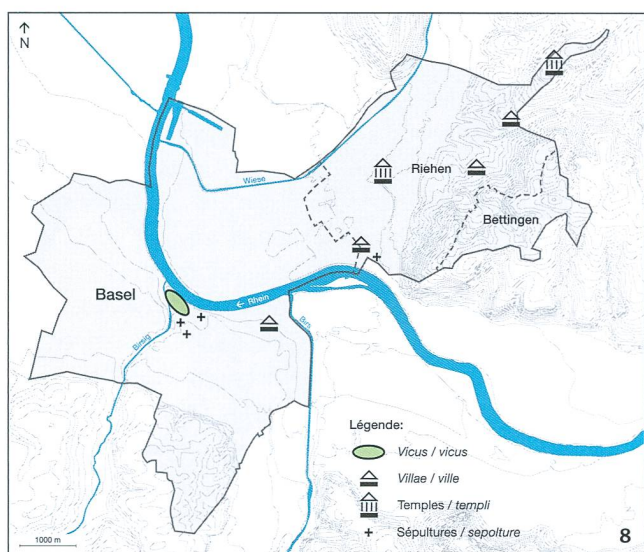 N
Wiese
Riehen
Bettingen
Basel
← Rhein
Birsig
Birs
Légende:
Vicus / vicus
Villae / ville
Temples / templi
Sépultures / sepolture
1000 m
8